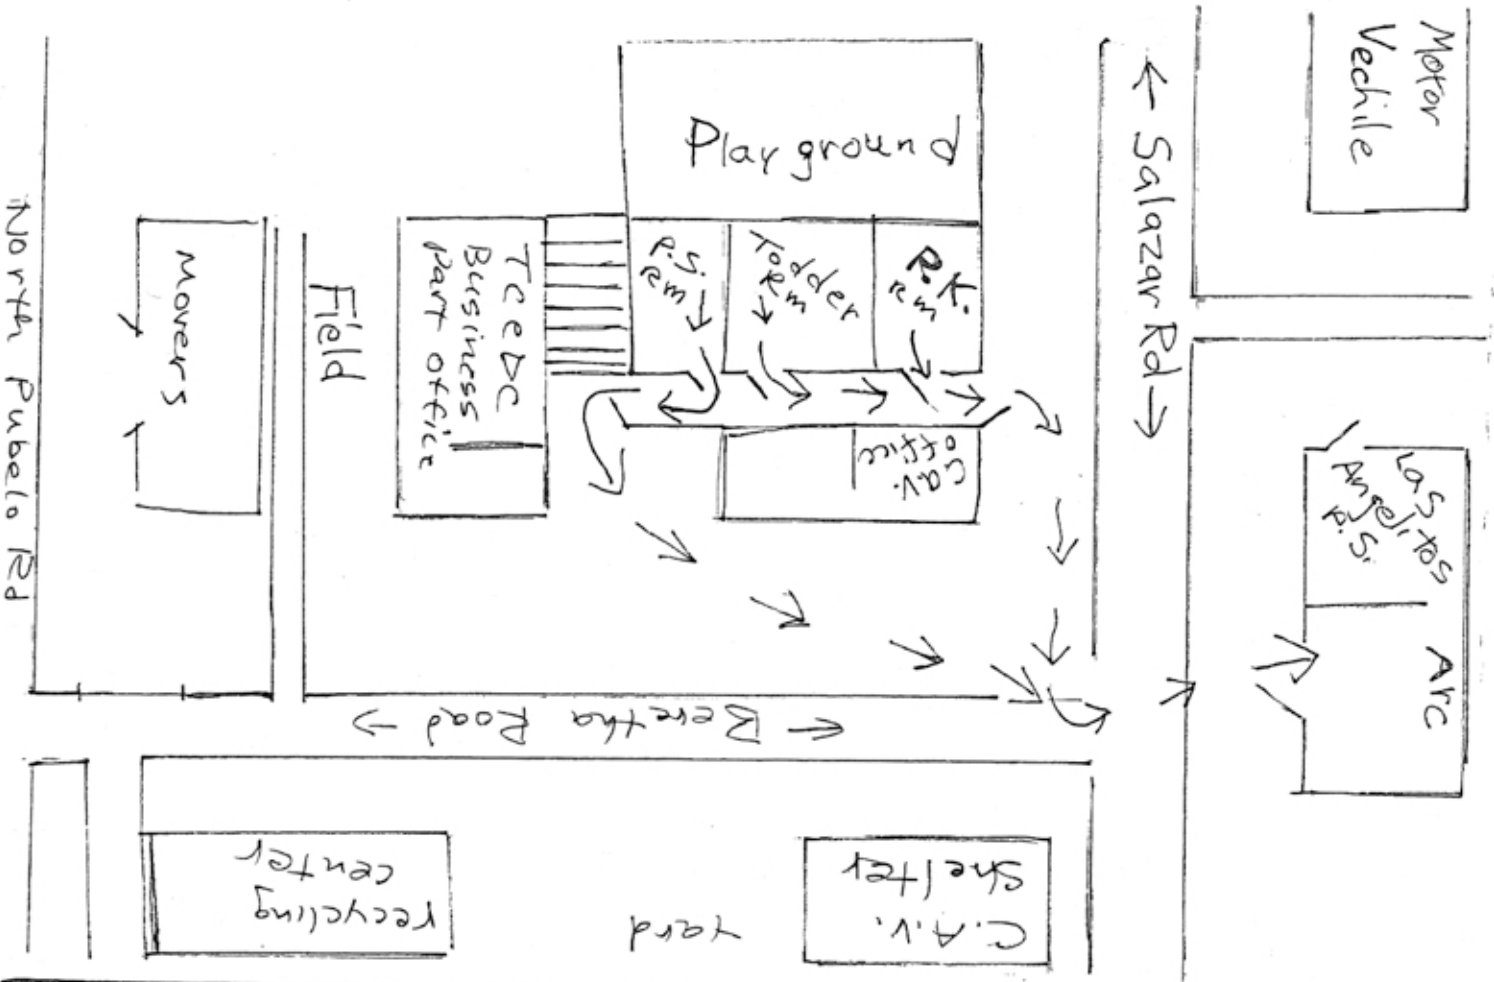 Motor
Vechile
Playground
← Salazar Rd →
North Pubelo Rd
Movers
Field
TCEDC
Business
Part office
P.S.
Rm
Todder
Rm
P.K.
Rm
C.A.V.
office
Las
Angelitos
P.S.
Arc
← Beretha Road →
recycling
center
Yard
C.A.V.
Shelter